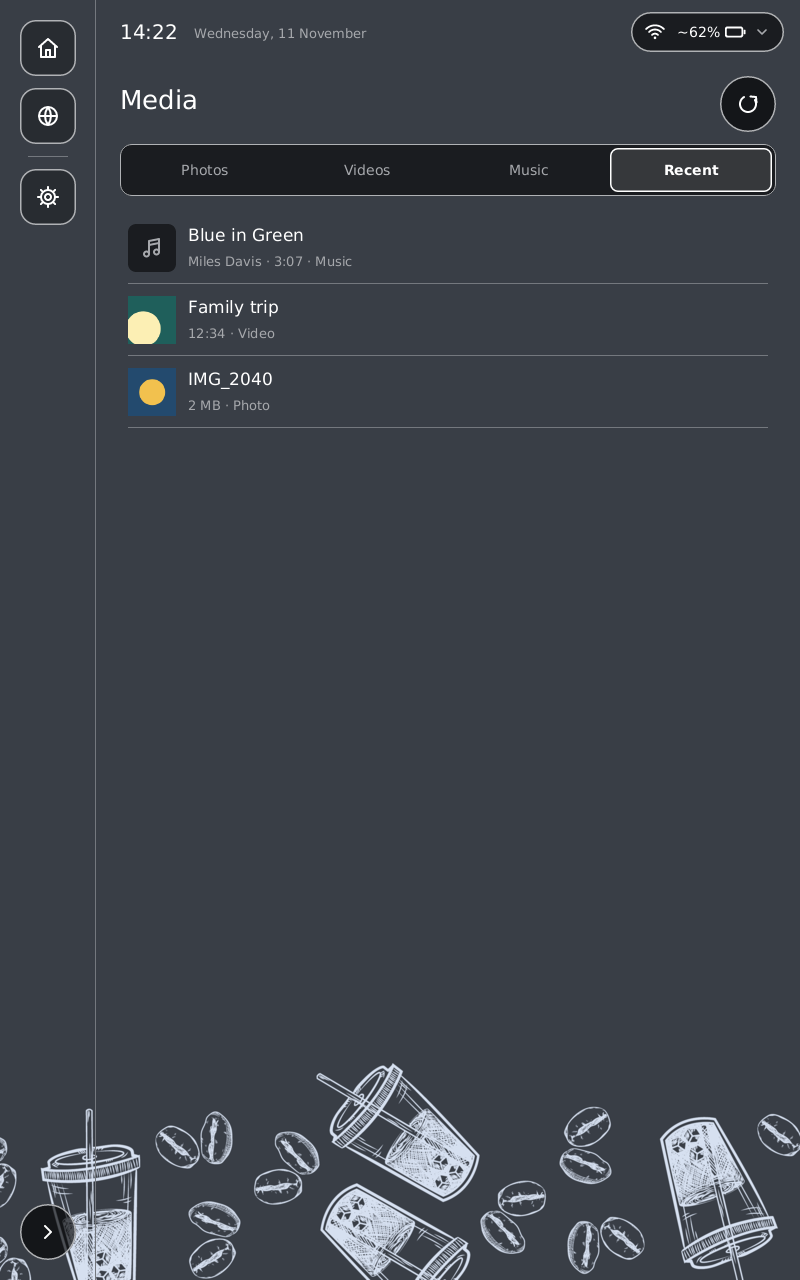 14:22 Wednesday, 11 November ~62%
Media
Photos Videos Music Recent
Blue in Green
Miles Davis · 3:07 · Music
Family trip
12:34 · Video
IMG_2040
2 MB · Photo